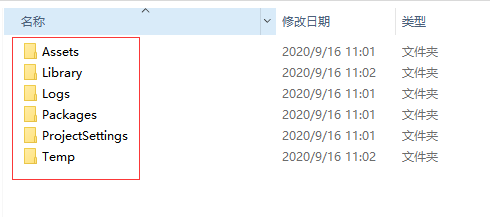 名称 修改日期 类型
Assets 2020/9/16 11:01 文件夹
Library 2020/9/16 11:02 文件夹
Logs 2020/9/16 11:01 文件夹
Packages 2020/9/16 11:01 文件夹
ProjectSettings 2020/9/16 11:01 文件夹
Temp 2020/9/16 11:02 文件夹